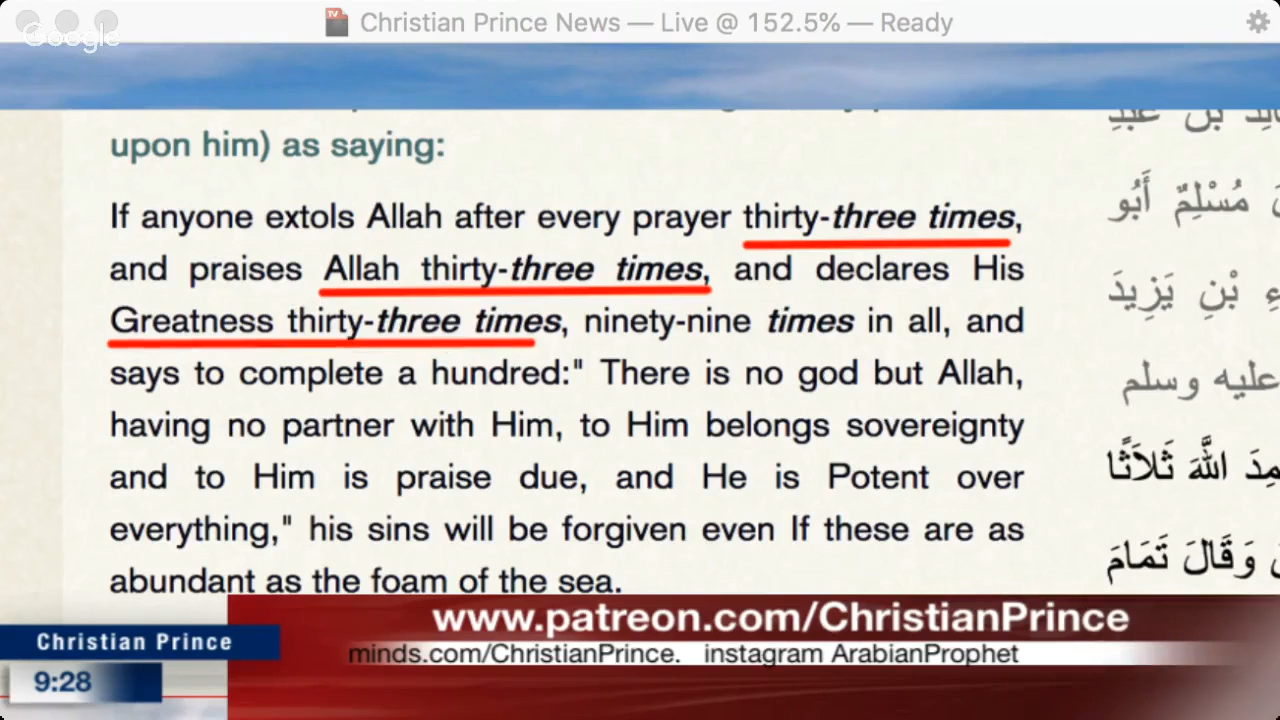 Christian Prince News — Live @ 152.5% — Ready
Google
upon him) as saying:
If anyone extols Allah after every prayer thirty-three times,
and praises Allah thirty-three times, and declares His
Greatness thirty-three times, ninety-nine times in all, and
says to complete a hundred:" There is no god but Allah,
having no partner with Him, to Him belongs sovereignty
and to Him is praise due, and He is Potent over
everything," his sins will be forgiven even If these are as
abundant as the foam of the sea.
بْنِ يَزِيدَ
عليه وسلم
اللَّهَ ثَلاَثًا
وَقَالَ تَمَامَ
مُسْلِمٌ أَبُو
www.patreon.com/ChristianPrince
Christian Prince
minds.com/ChristianPrince. instagram ArabianProphet
9:28